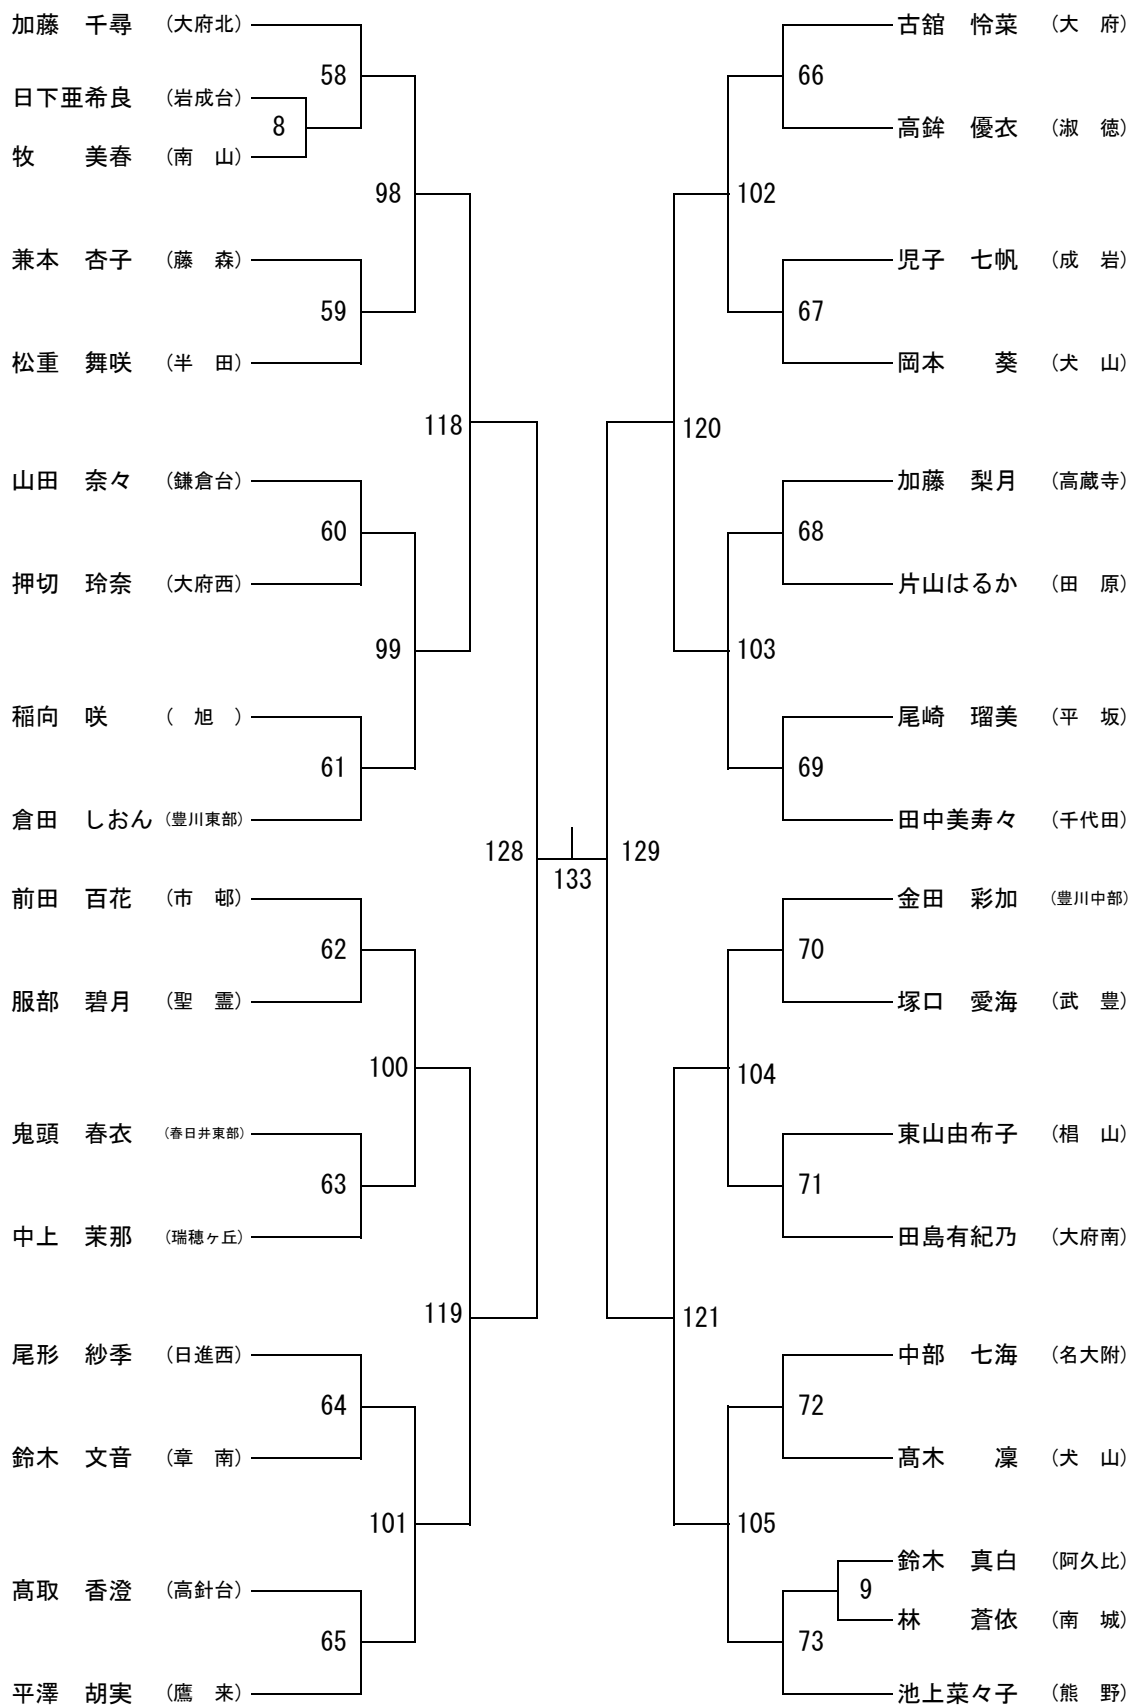 加藤　千尋　（大府北）
58
日下亜希良　（岩成台）
8
牧　　美春　（南　山）
98
兼本　杏子　（藤　森）
59
松重　舞咲　（半　田）
118
山田　奈々　（鎌倉台）
60
押切　玲奈　（大府西）
99
稲向　咲　（　旭　）
61
倉田　しおん　（豊川東部）
128
前田　百花　（市　邨）
62
服部　碧月　（聖　霊）
100
鬼頭　春衣　（春日井東部）
63
中上　茉那　（瑞穂ヶ丘）
119
尾形　紗季　（日進西）
64
鈴木　文音　（章　南）
101
髙取　香澄　（高針台）
65
平澤　胡実　（鷹　来）
133
古舘　怜菜　（大　府）
66
高鉾　優衣　（淑　徳）
102
児子　七帆　（成　岩）
67
岡本　　葵　（犬　山）
120
加藤　梨月　（高蔵寺）
68
片山はるか　（田　原）
103
尾崎　瑠美　（平　坂）
69
田中美寿々　（千代田）
129
金田　彩加　（豊川中部）
70
塚口　愛海　（武　豊）
104
東山由布子　（椙　山）
71
田島有紀乃　（大府南）
121
中部　七海　（名大附）
72
髙木　　凜　（犬　山）
105
鈴木　真白　（阿久比）
9
林　　蒼依　（南　城）
73
池上菜々子　（熊　野）